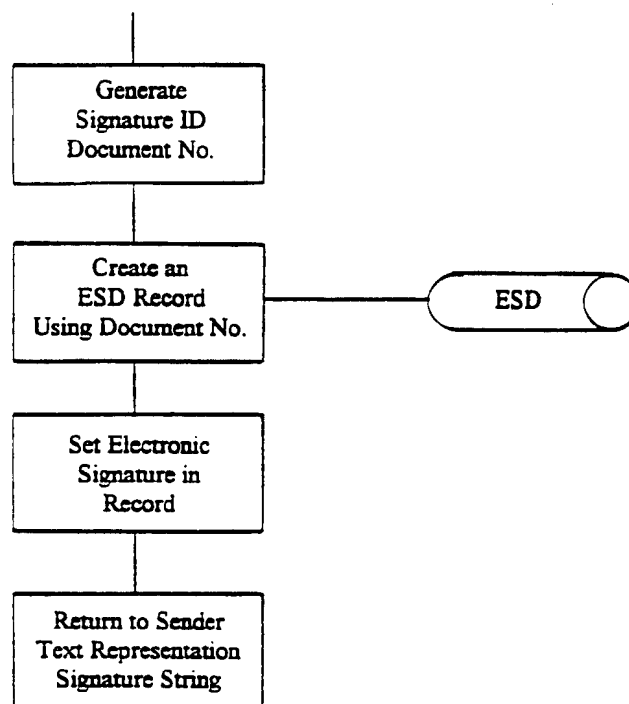 Generate
Signature ID
Document No.
Create an
ESD Record
Using Document No.
ESD
Set Electronic
Signature in
Record
Return to Sender
Text Representation
Signature String